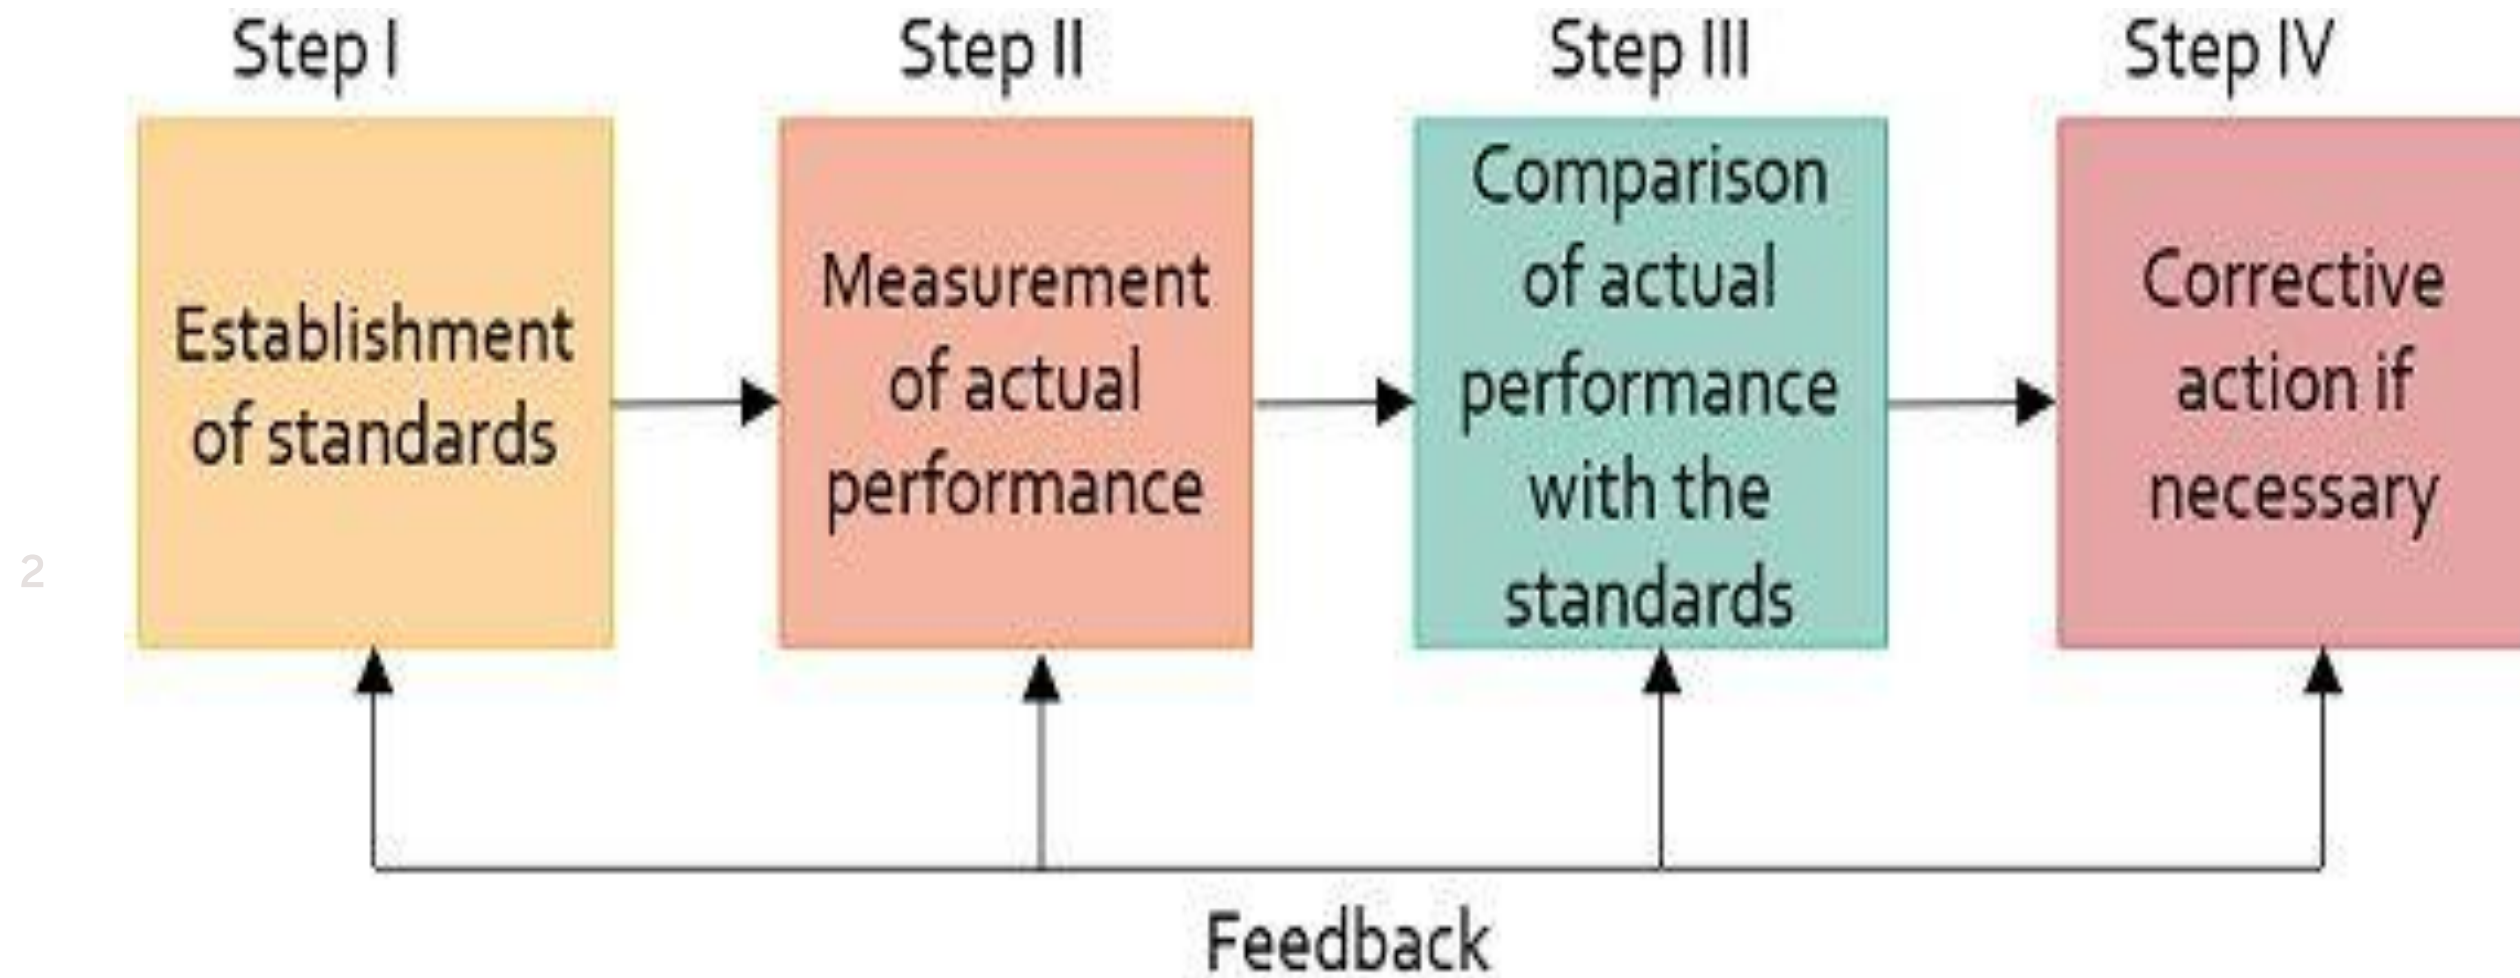 Step I
Step II
Step III
Step IV
Establishment
of standards
Measurement
of actual
performance
Comparison
of actual
performance
with the
standards
Corrective
action if
necessary
2
Feedback